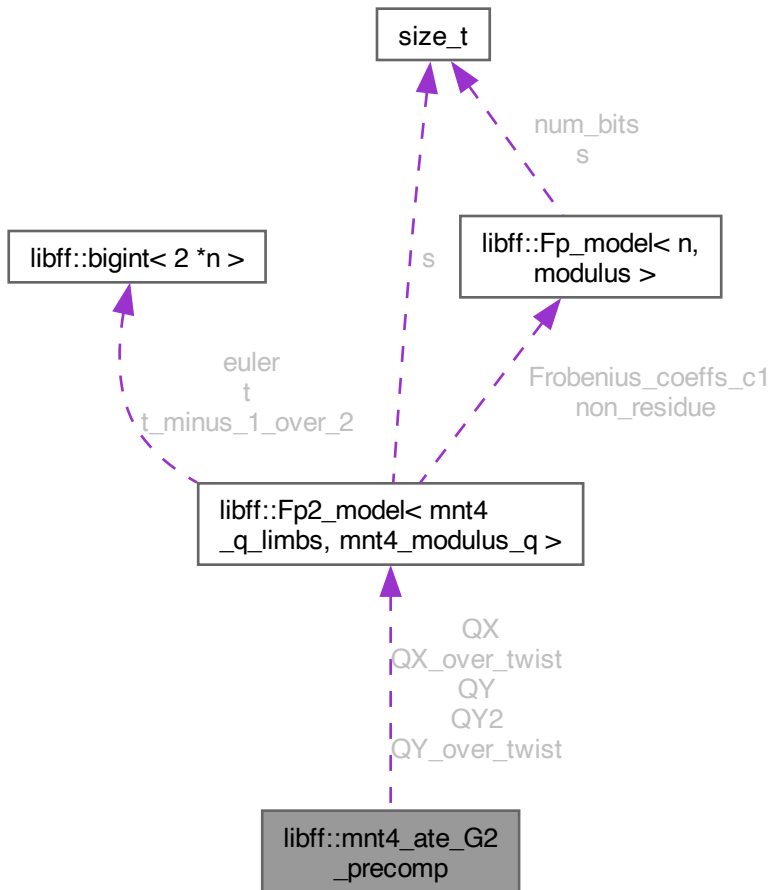 size_t
num_bits
s
libff::bigint< 2 *n >
s
libff::Fp_model< n,
modulus >
euler
t
t_minus_1_over_2
Frobenius_coeffs_c1
non_residue
libff::Fp2_model< mnt4
_q_limbs, mnt4_modulus_q >
QX
QX_over_twist
QY
QY2
QY_over_twist
libff::mnt4_ate_G2
_precomp